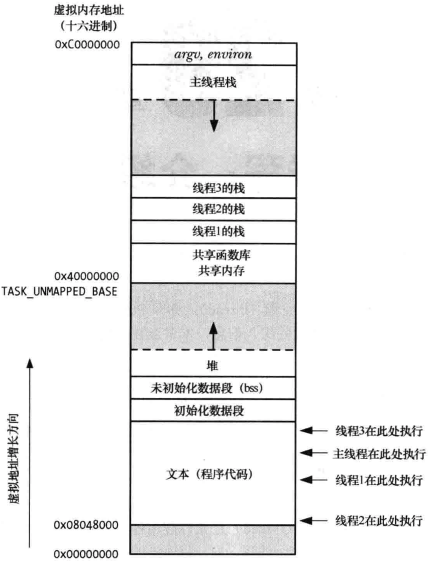 虚拟内存地址
(十六进制)
0xC0000000
argv, environ
主线程栈
线程3的栈
线程2的栈
线程1的栈
共享函数库
共享内存
0x40000000
TASK_UNMAPPED_BASE
堆
未初始化数据段(bss)
初始化数据段
线程3在此处执行
主线程在此处执行
文本(程序代码)
线程1在此处执行
线程2在此处执行
0x08048000
0x00000000
虚拟地址增长方向